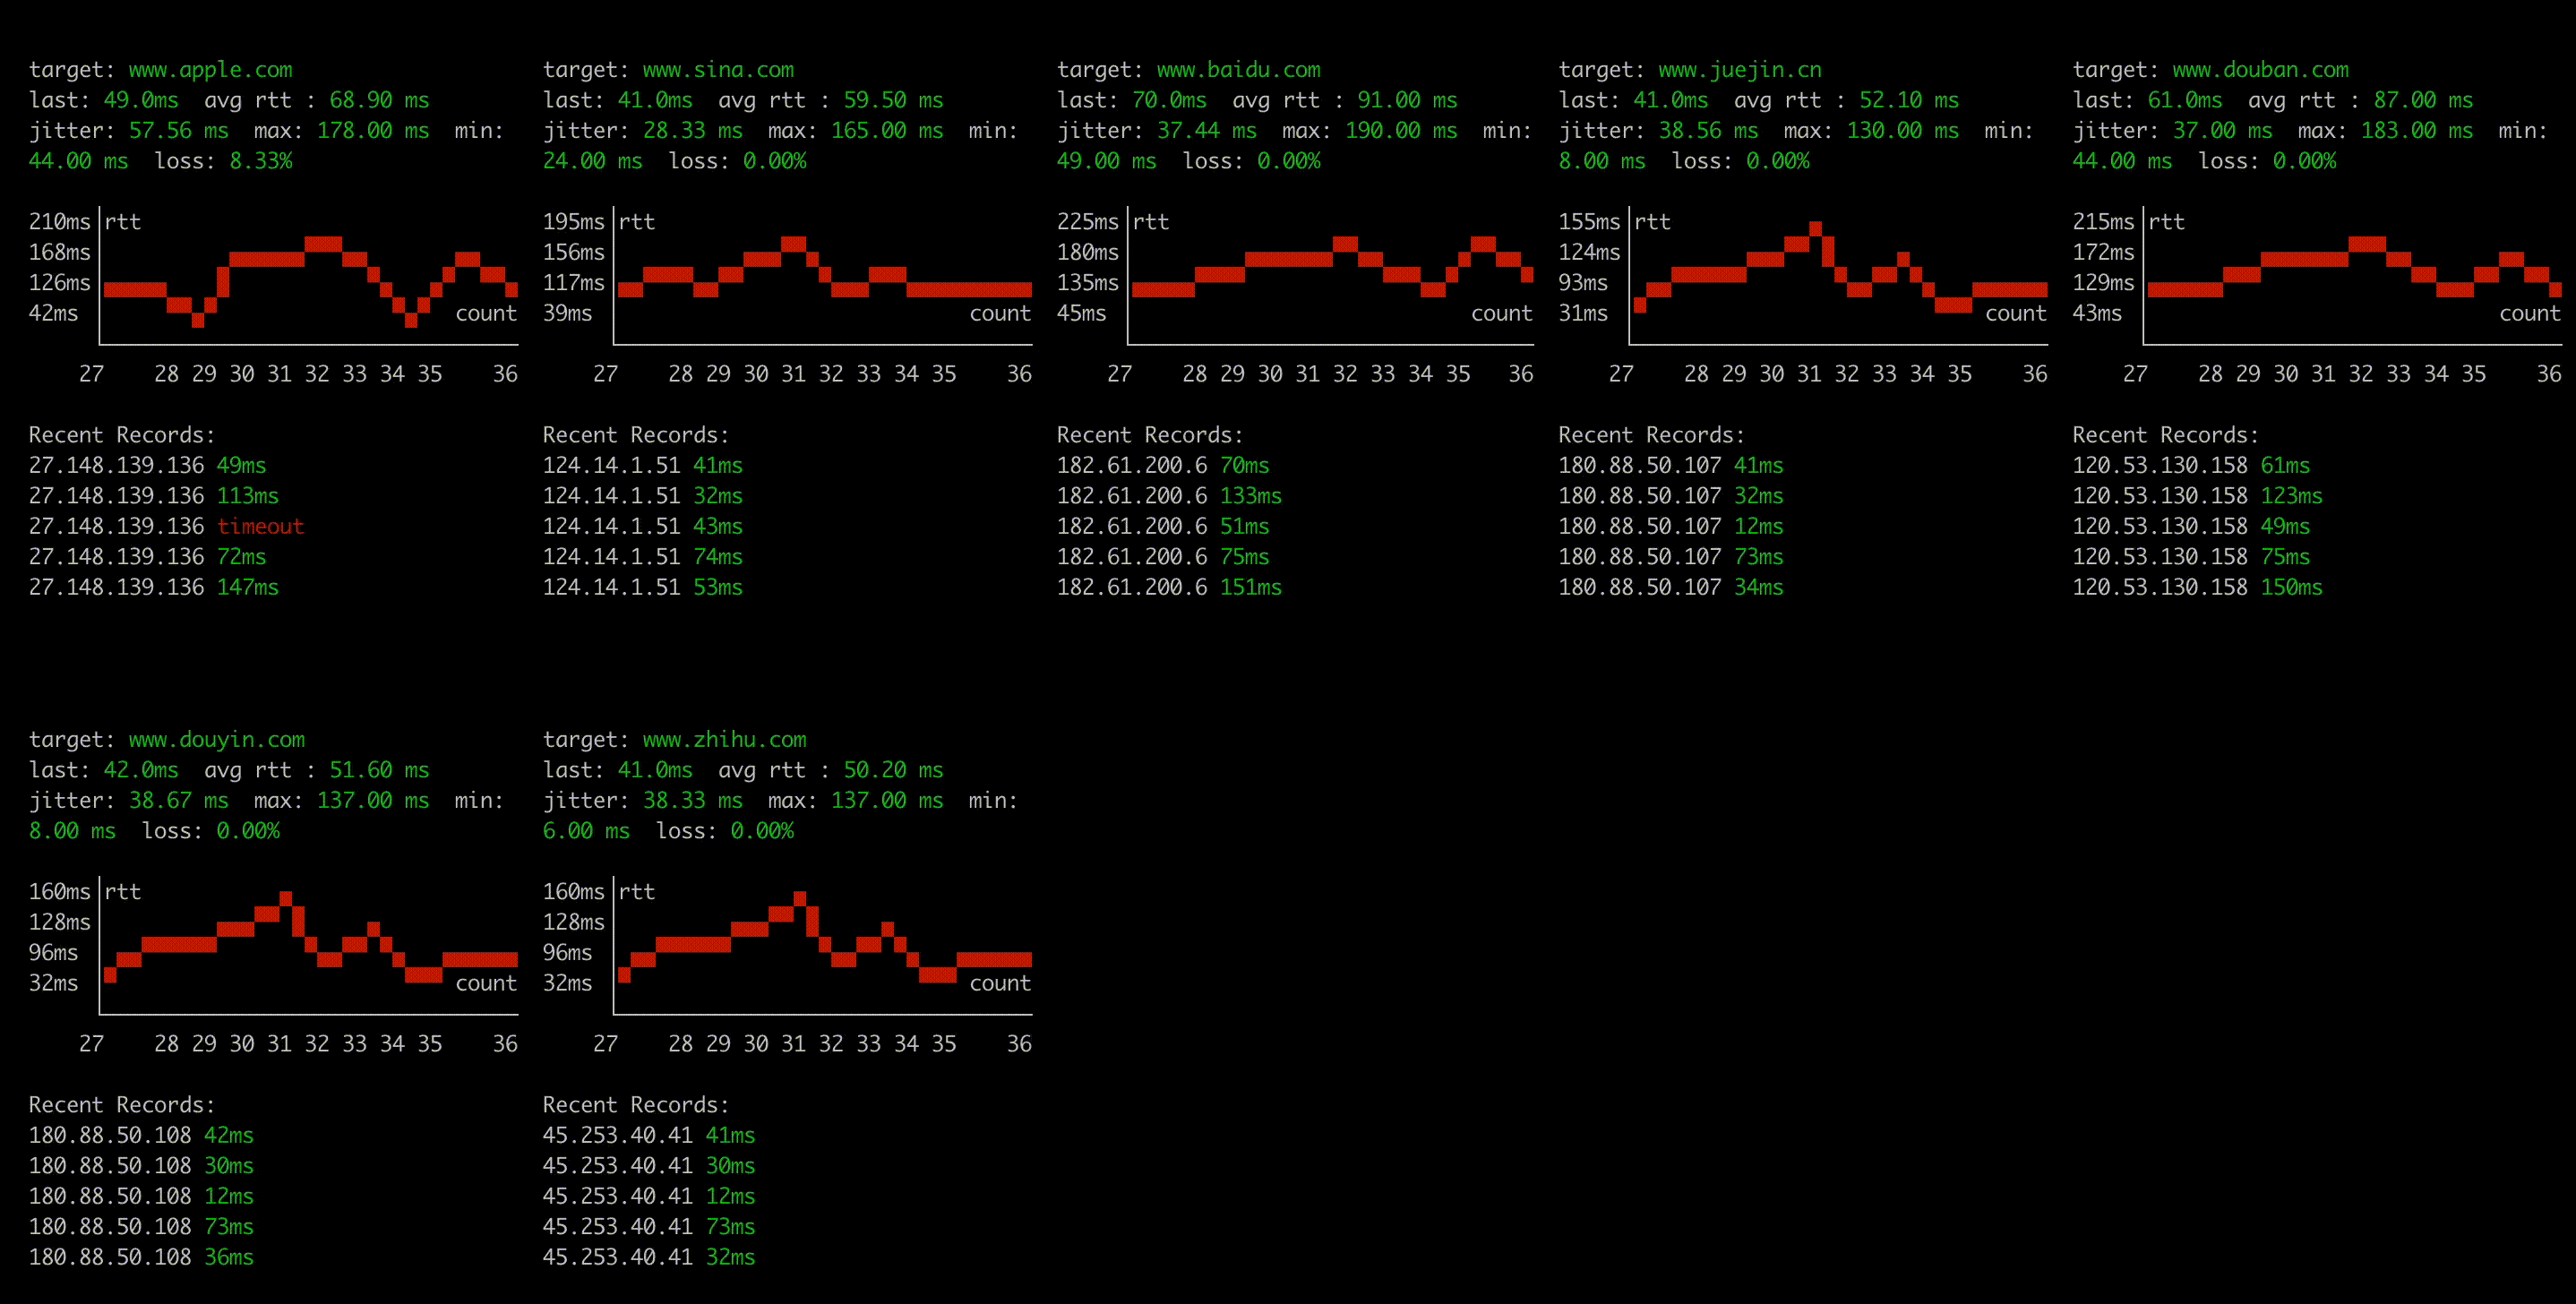 target: www.apple.com
last: 49.0ms  avg rtt : 68.90 ms
jitter: 57.56 ms  max: 178.00 ms  min:
44.00 ms  loss: 8.33%
210ms rtt
168ms
126ms
42ms count
27 28 29 30 31 32 33 34 35 36
Recent Records:
27.148.139.136 49ms
27.148.139.136 113ms
27.148.139.136 timeout
27.148.139.136 72ms
27.148.139.136 147ms
target: www.sina.com
last: 41.0ms  avg rtt : 59.50 ms
jitter: 28.33 ms  max: 165.00 ms  min:
24.00 ms  loss: 0.00%
195ms rtt
156ms
117ms
39ms count
27 28 29 30 31 32 33 34 35 36
Recent Records:
124.14.1.51 41ms
124.14.1.51 32ms
124.14.1.51 43ms
124.14.1.51 74ms
124.14.1.51 53ms
target: www.baidu.com
last: 70.0ms  avg rtt : 91.00 ms
jitter: 37.44 ms  max: 190.00 ms  min:
49.00 ms  loss: 0.00%
225ms rtt
180ms
135ms
45ms count
27 28 29 30 31 32 33 34 35 36
Recent Records:
182.61.200.6 70ms
182.61.200.6 133ms
182.61.200.6 51ms
182.61.200.6 75ms
182.61.200.6 151ms
target: www.juejin.cn
last: 41.0ms  avg rtt : 52.10 ms
jitter: 38.56 ms  max: 130.00 ms  min:
8.00 ms  loss: 0.00%
155ms rtt
124ms
93ms
31ms count
27 28 29 30 31 32 33 34 35 36
Recent Records:
180.88.50.107 41ms
180.88.50.107 32ms
180.88.50.107 12ms
180.88.50.107 73ms
180.88.50.107 34ms
target: www.douban.com
last: 61.0ms  avg rtt : 87.00 ms
jitter: 37.00 ms  max: 183.00 ms  min:
44.00 ms  loss: 0.00%
215ms rtt
172ms
129ms
43ms count
27 28 29 30 31 32 33 34 35 36
Recent Records:
120.53.130.158 61ms
120.53.130.158 123ms
120.53.130.158 49ms
120.53.130.158 75ms
120.53.130.158 150ms
target: www.douyin.com
last: 42.0ms  avg rtt : 51.60 ms
jitter: 38.67 ms  max: 137.00 ms  min:
8.00 ms  loss: 0.00%
160ms rtt
128ms
96ms
32ms count
27 28 29 30 31 32 33 34 35 36
Recent Records:
180.88.50.108 42ms
180.88.50.108 30ms
180.88.50.108 12ms
180.88.50.108 73ms
180.88.50.108 36ms
target: www.zhihu.com
last: 41.0ms  avg rtt : 50.20 ms
jitter: 38.33 ms  max: 137.00 ms  min:
6.00 ms  loss: 0.00%
160ms rtt
128ms
96ms
32ms count
27 28 29 30 31 32 33 34 35 36
Recent Records:
45.253.40.41 41ms
45.253.40.41 30ms
45.253.40.41 12ms
45.253.40.41 73ms
45.253.40.41 32ms